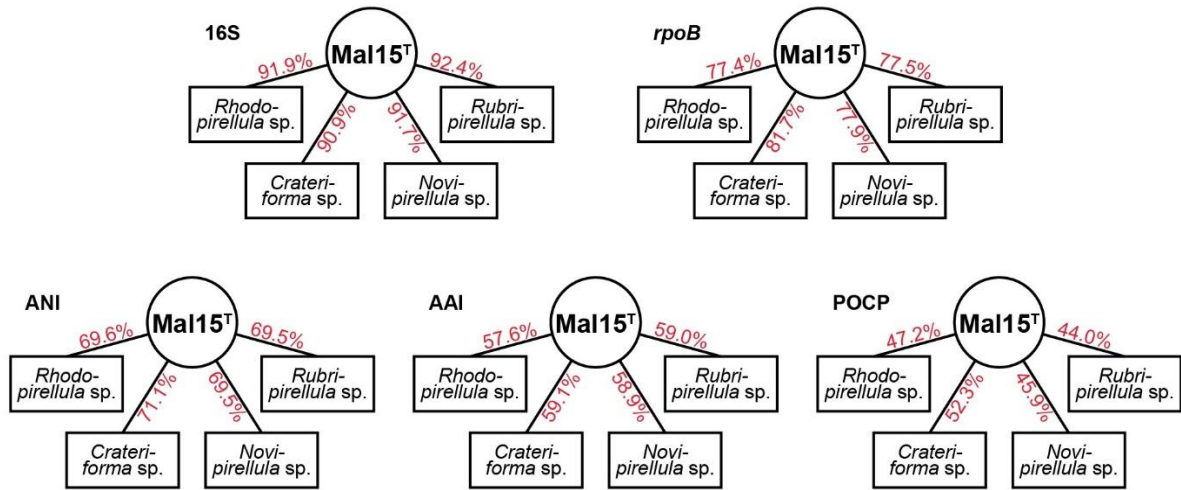 16S
Mal15ᵀ
91.9%
92.4%
90.9%
91.7%
Rhodo-
pirellula sp.
Rubri-
pirellula sp.
Crateri-
forma sp.
Novi-
pirellula sp.
rpoB
Mal15ᵀ
77.4%
77.5%
81.7%
77.9%
Rhodo-
pirellula sp.
Rubri-
pirellula sp.
Crateri-
forma sp.
Novi-
pirellula sp.
ANI
Mal15ᵀ
69.6%
69.5%
71.1%
69.5%
Rhodo-
pirellula sp.
Rubri-
pirellula sp.
Crateri-
forma sp.
Novi-
pirellula sp.
AAI
Mal15ᵀ
57.6%
59.0%
59.1%
58.9%
Rhodo-
pirellula sp.
Rubri-
pirellula sp.
Crateri-
forma sp.
Novi-
pirellula sp.
POCP
Mal15ᵀ
47.2%
44.0%
52.3%
45.9%
Rhodo-
pirellula sp.
Rubri-
pirellula sp.
Crateri-
forma sp.
Novi-
pirellula sp.